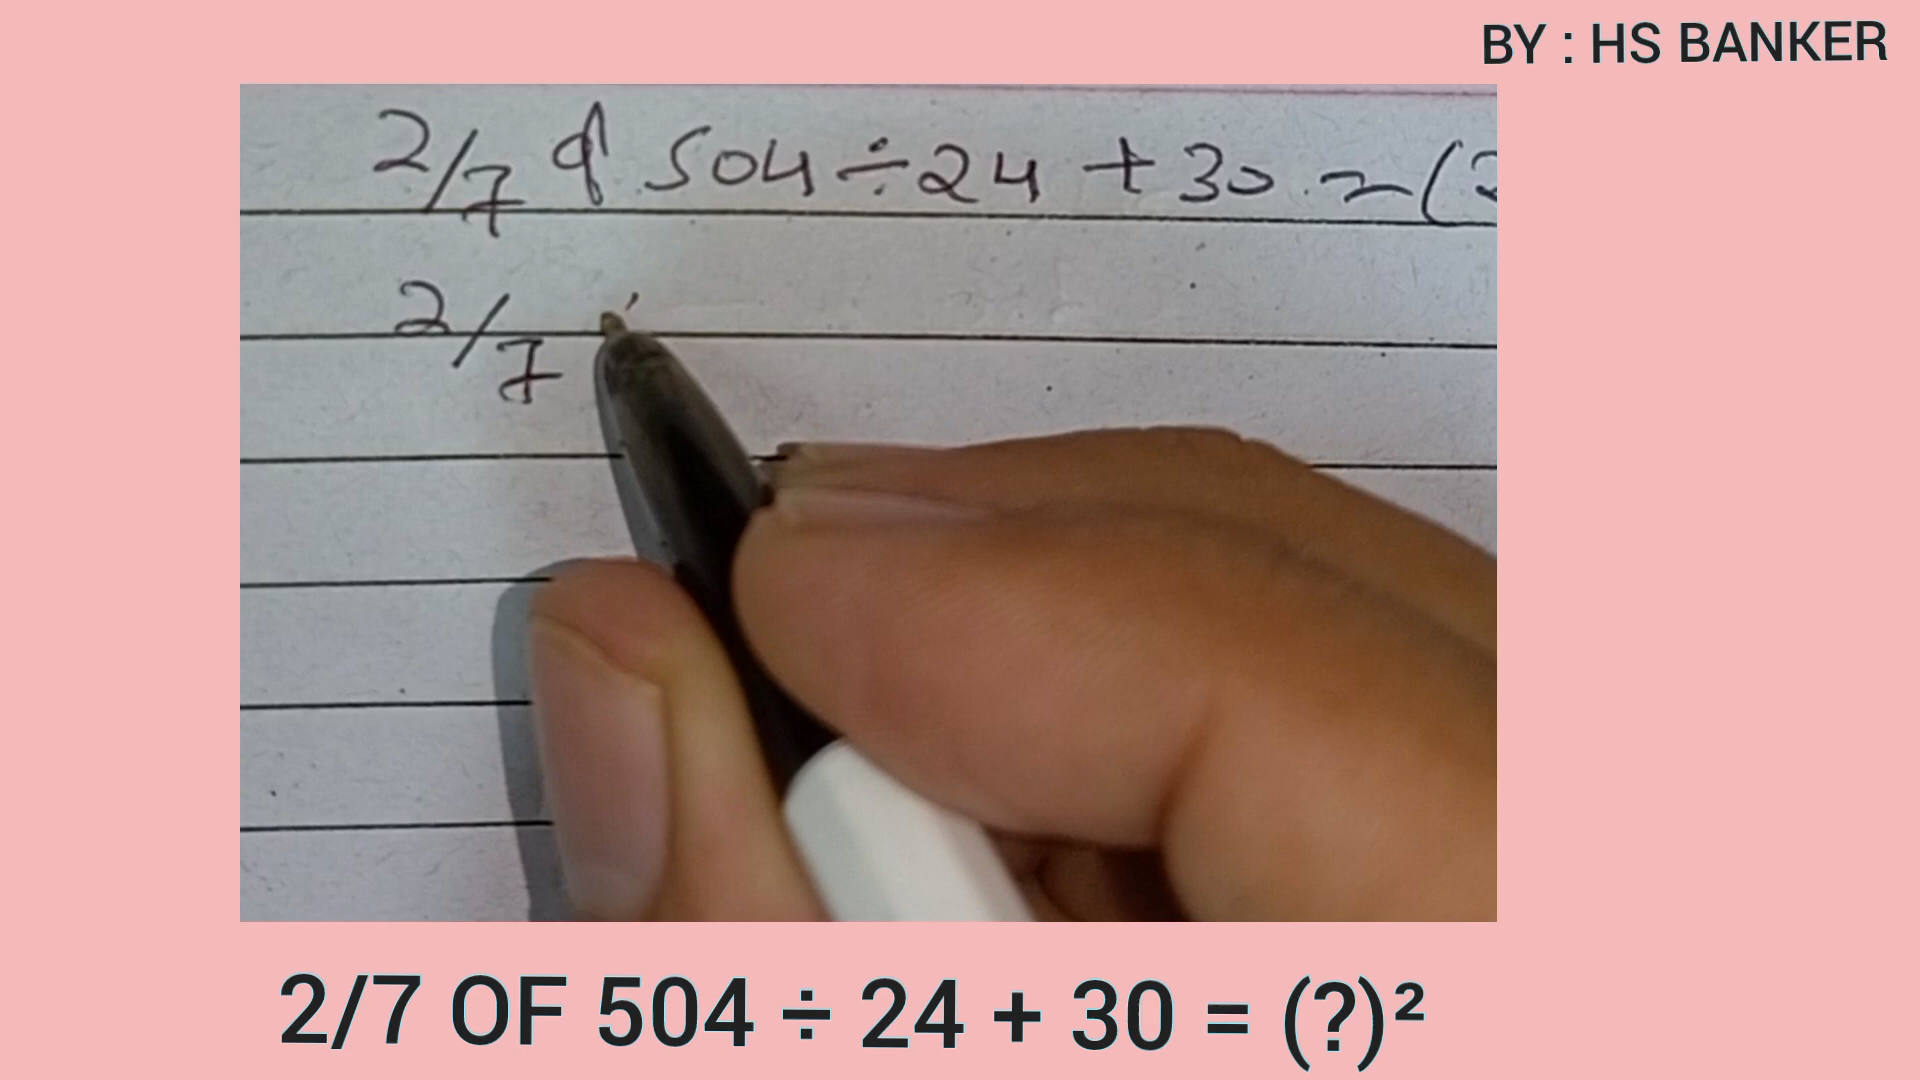 BY : HS BANKER
2/7 of 504 ÷ 24 + 30 = (
2/7
2/7 OF 504 ÷ 24 + 30 = (?)²